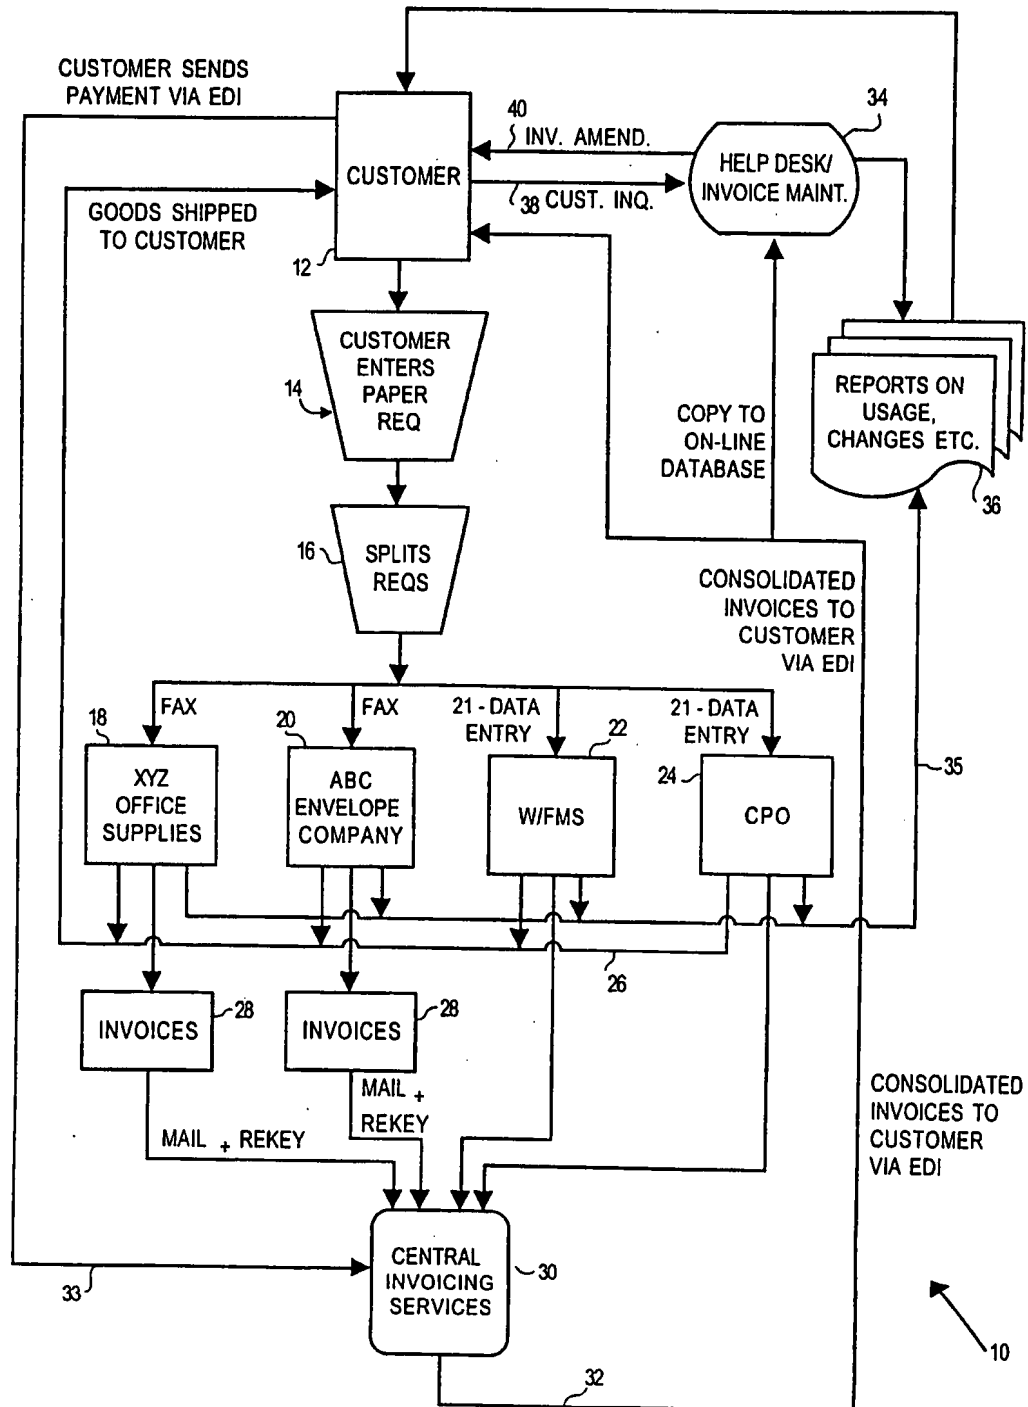 CUSTOMER SENDS
PAYMENT VIA EDI
40
INV. AMEND.
34
CUSTOMER
HELP DESK/
INVOICE MAINT.
38 CUST. INQ.
GOODS SHIPPED
TO CUSTOMER
12
CUSTOMER
ENTERS
PAPER
REQ
14
REPORTS ON
USAGE,
CHANGES ETC.
36
COPY TO
ON-LINE
DATABASE
16
SPLITS
REQS
CONSOLIDATED
INVOICES TO
CUSTOMER
VIA EDI
FAX
FAX
21 - DATA
ENTRY
21 - DATA
ENTRY
18
XYZ
OFFICE
SUPPLIES
20
ABC
ENVELOPE
COMPANY
22
W/FMS
24
CPO
35
26
INVOICES
28
INVOICES
28
MAIL +
REKEY
MAIL + REKEY
CONSOLIDATED
INVOICES TO
CUSTOMER
VIA EDI
CENTRAL
INVOICING
SERVICES
30
33
10
32